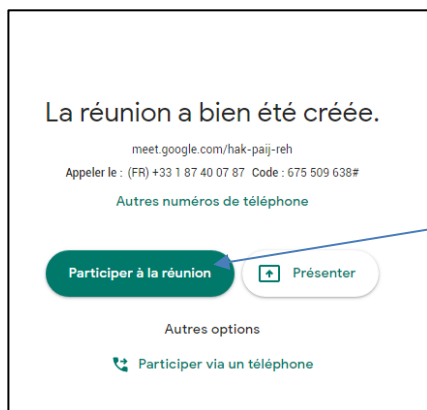 La réunion a bien été créée.
meet.google.com/hak-paij-reh
Appeler le : (FR) +33 1 87 40 07 87 Code : 675 509 638#
Autres numéros de téléphone
Participer à la réunion Présenter
Autres options
Participer via un téléphone